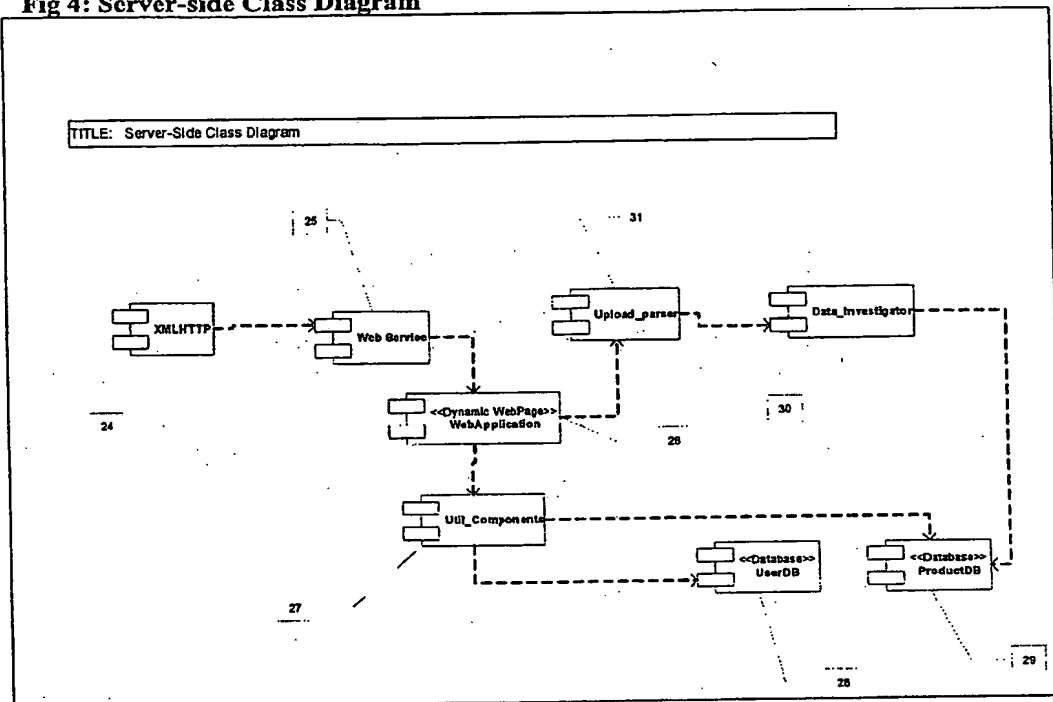 Fig 4: Server-side Class Diagram
TITLE: Server-Side Class Diagram
25
31
XMLHTTP
Web Service
Upload_parser
Data_Investigator
24
<<Dynamic WebPage>>
WebApplication
26
30
Util_Components
<<Database>>
UserDB
<<Database>>
ProductDB
27
28
29